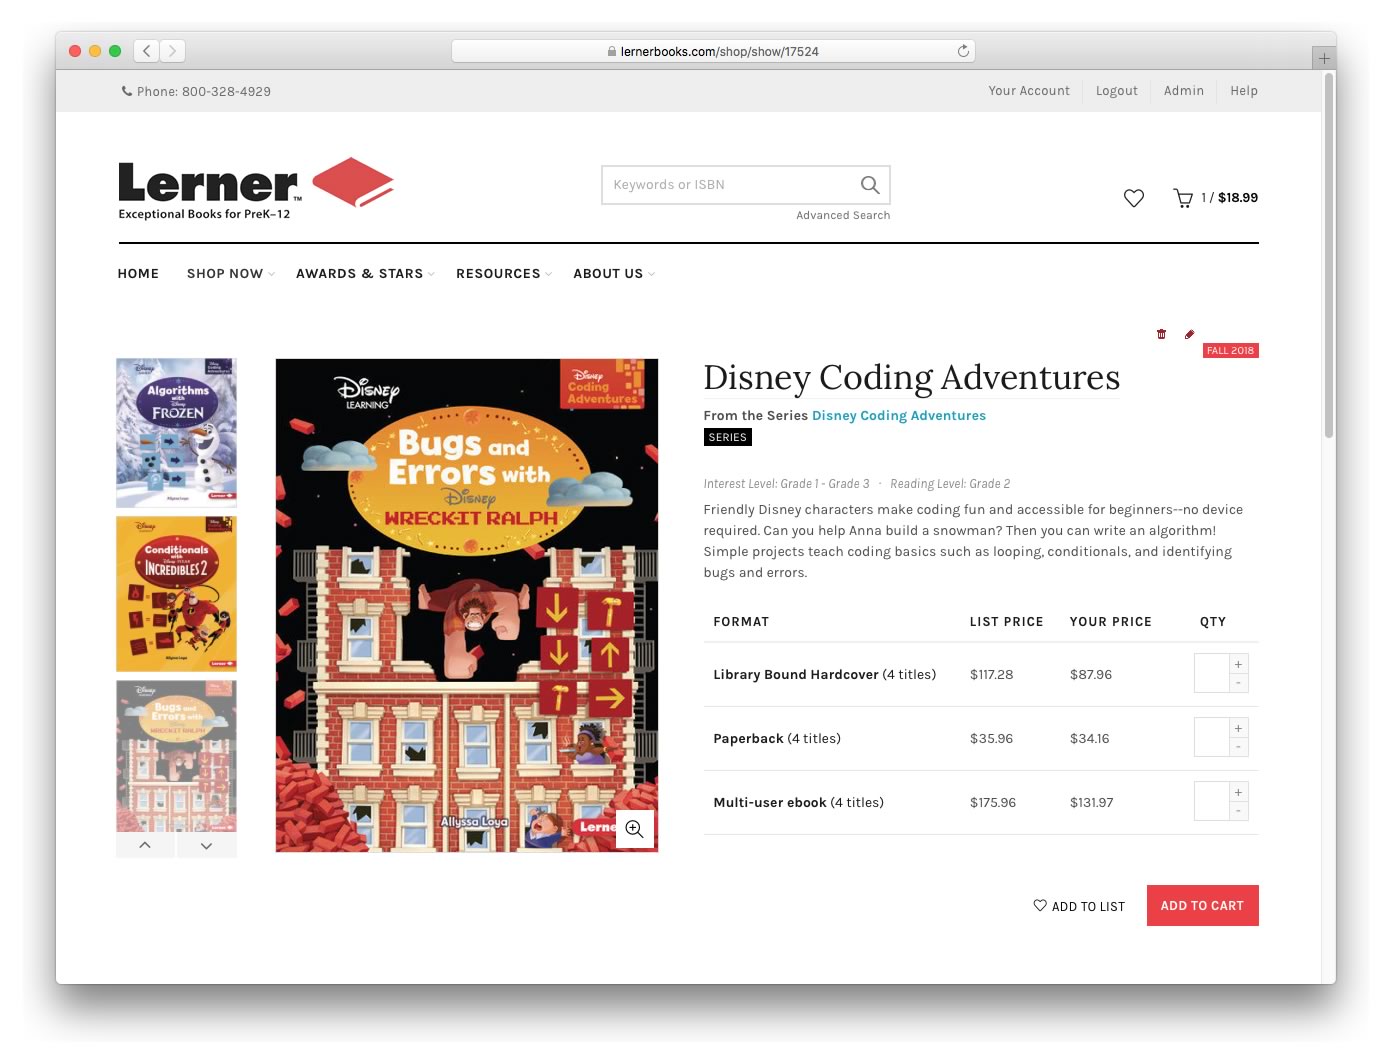 lernerbooks.com/shop/show/17524
Phone: 800-328-4929
Your Account
Logout
Admin
Help
Lerner™
Exceptional Books for PreK–12
Keywords or ISBN
Advanced Search
1 / $18.99
HOME
SHOP NOW
AWARDS & STARS
RESOURCES
ABOUT US
Disney
Algorithms
with
Disney
FROZEN
Allyssa Loya
Lerner
Disney
Conditionals
with
INCREDIBLES 2
Allyssa Loya
Lerner
Disney
Bugs and
Errors with
Disney
WRECK-IT RALPH
Disney
LEARNING
Disney
Coding
Adventures
Bugs and
Errors with
Disney
WRECK-IT RALPH
Allyssa Loya
Lerne
FALL 2018
Disney Coding Adventures
From the Series Disney Coding Adventures
SERIES
Interest Level: Grade 1 - Grade 3 · Reading Level: Grade 2
Friendly Disney characters make coding fun and accessible for beginners--no device
required. Can you help Anna build a snowman? Then you can write an algorithm!
Simple projects teach coding basics such as looping, conditionals, and identifying
bugs and errors.
FORMAT LIST PRICE YOUR PRICE QTY
Library Bound Hardcover (4 titles) $117.28 $87.96 + -
Paperback (4 titles) $35.96 $34.16 + -
Multi-user ebook (4 titles) $175.96 $131.97 + -
ADD TO LIST
ADD TO CART